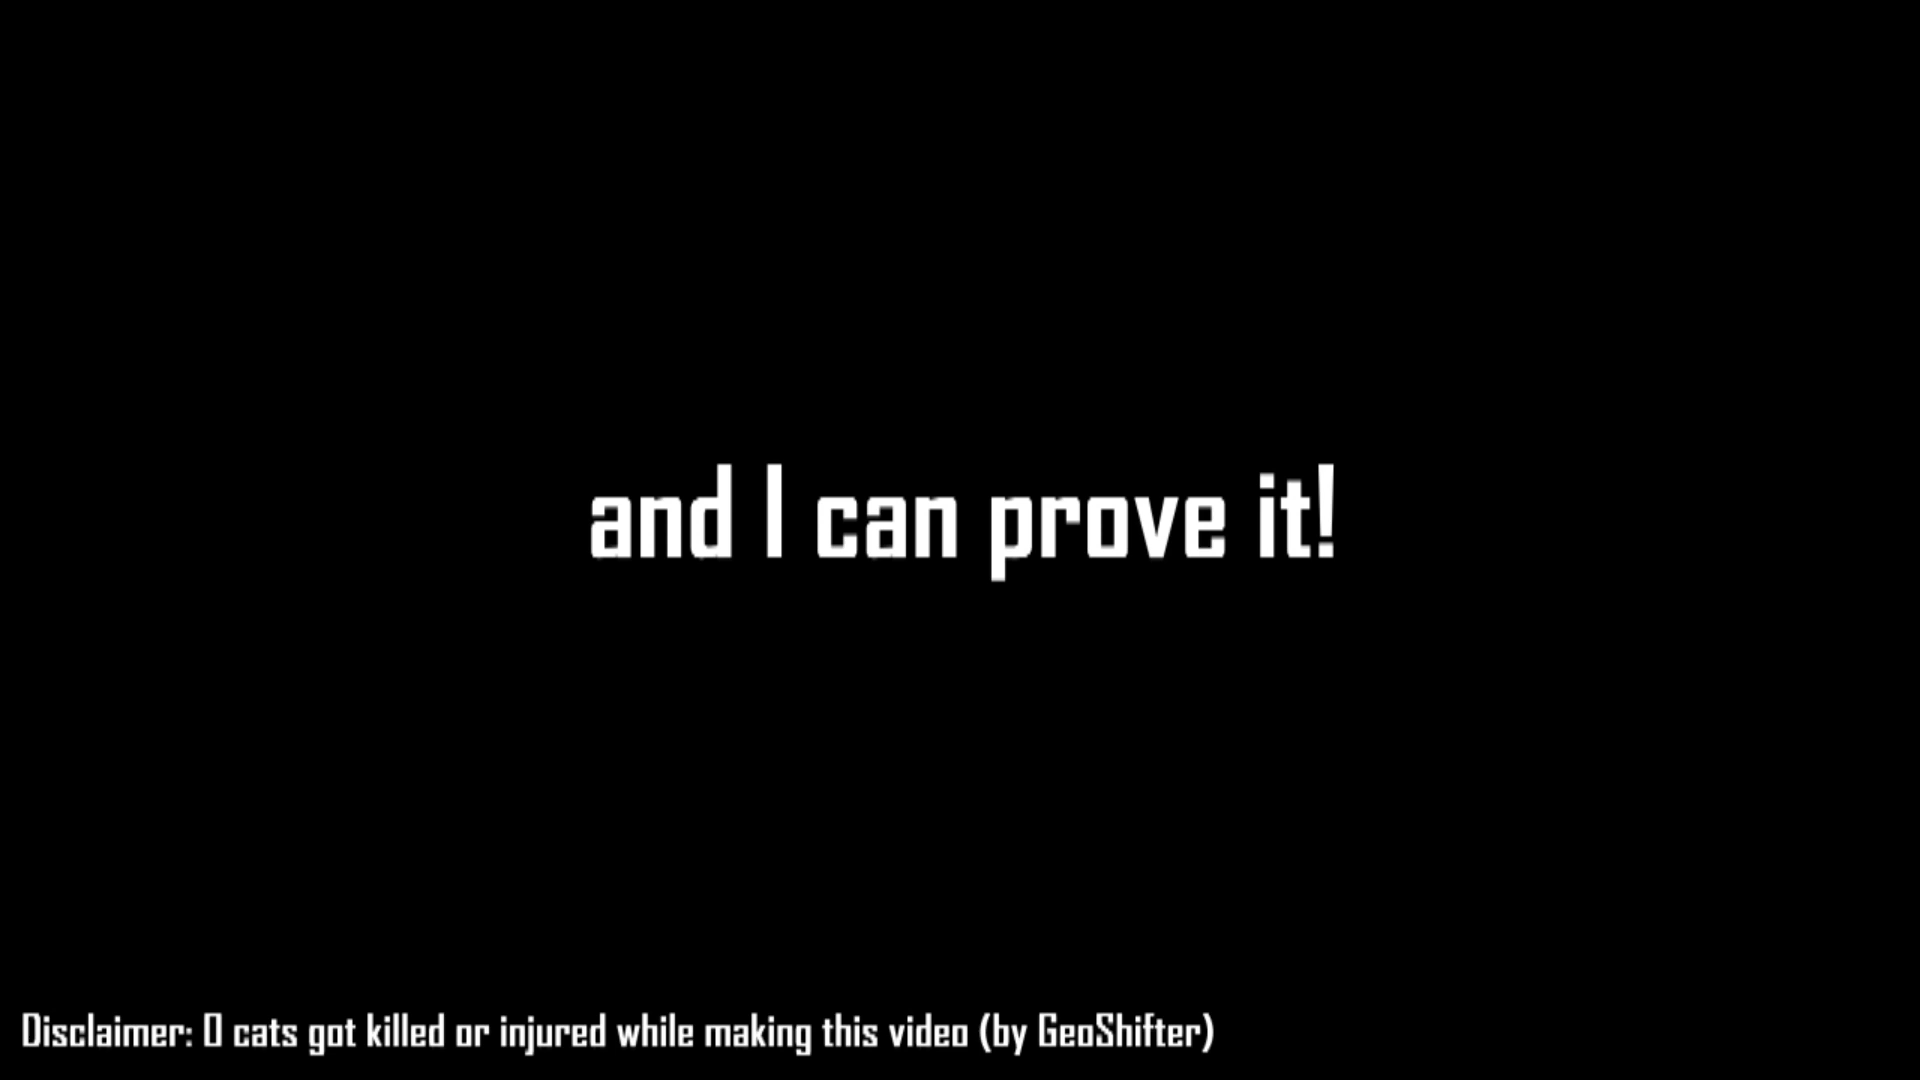 and I can prove it!
Disclaimer: 0 cats got killed or injured while making this video (by GeoShifter)